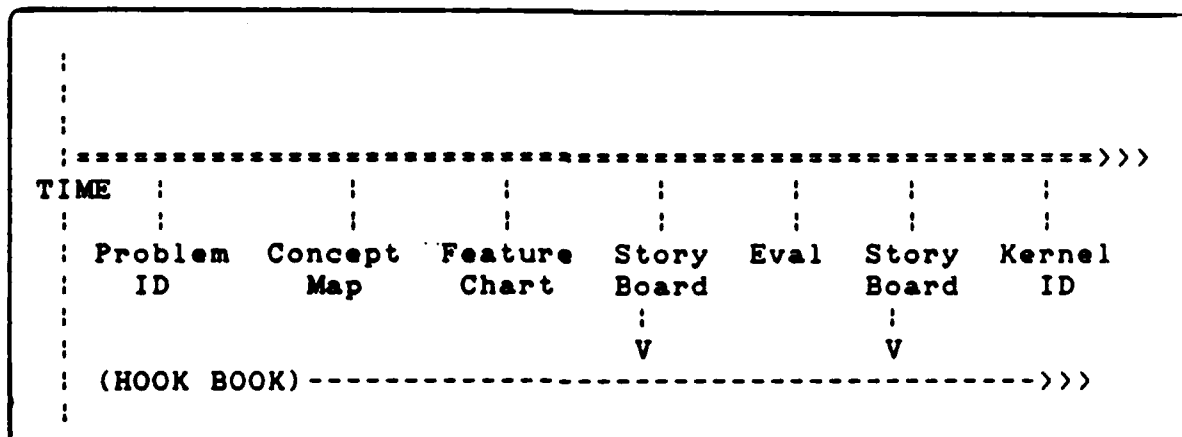 TIME
Problem Concept Feature Story Eval Story Kernel
ID Map Chart Board Board ID
V V
(HOOK BOOK)------------------------------------->>>